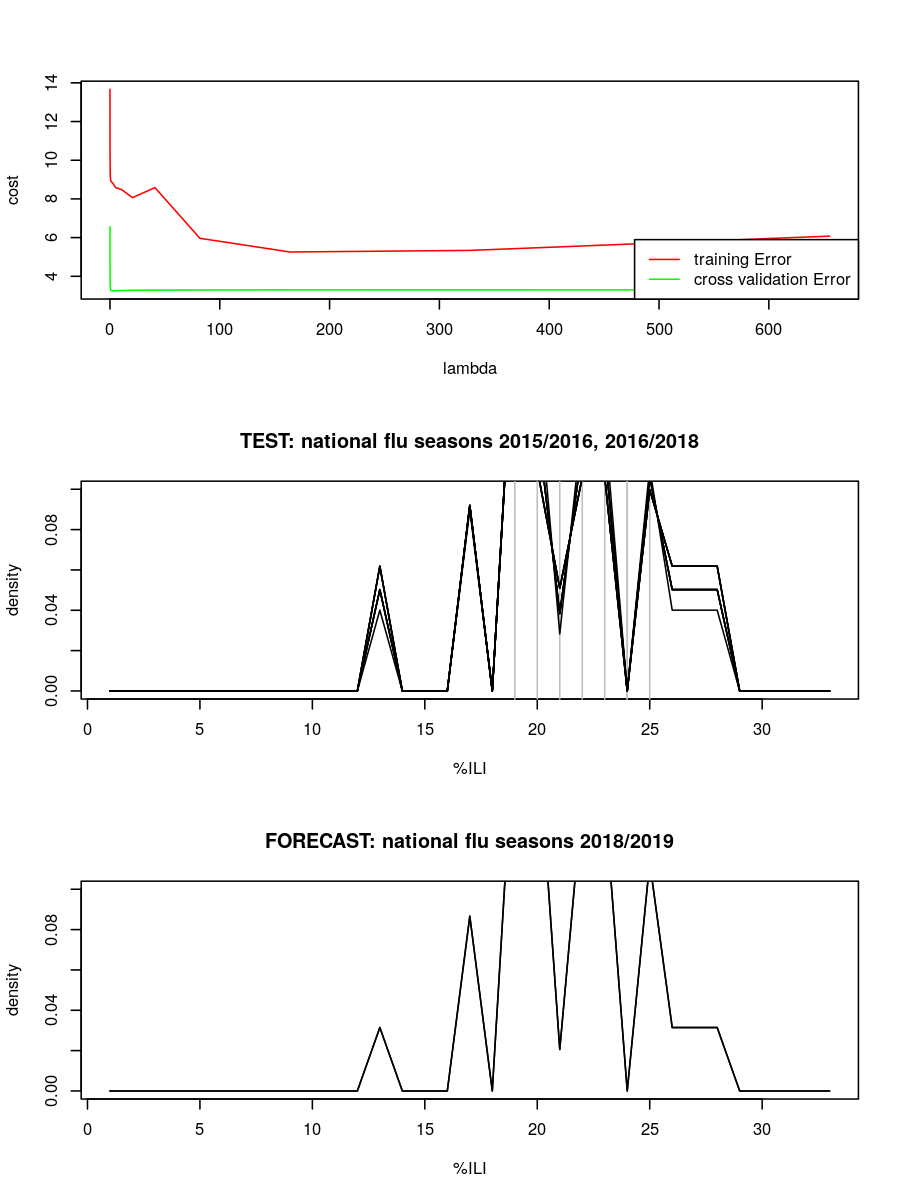 14
12
10
8
6
4
cost
training Error
cross validation Error
0 100 200 300 400 500 600
lambda
TEST: national flu seasons 2015/2016, 2016/2018
0.08
0.04
0.00
density
0 5 10 15 20 25 30
%ILI
FORECAST: national flu seasons 2018/2019
0.08
0.04
0.00
density
0 5 10 15 20 25 30
%ILI